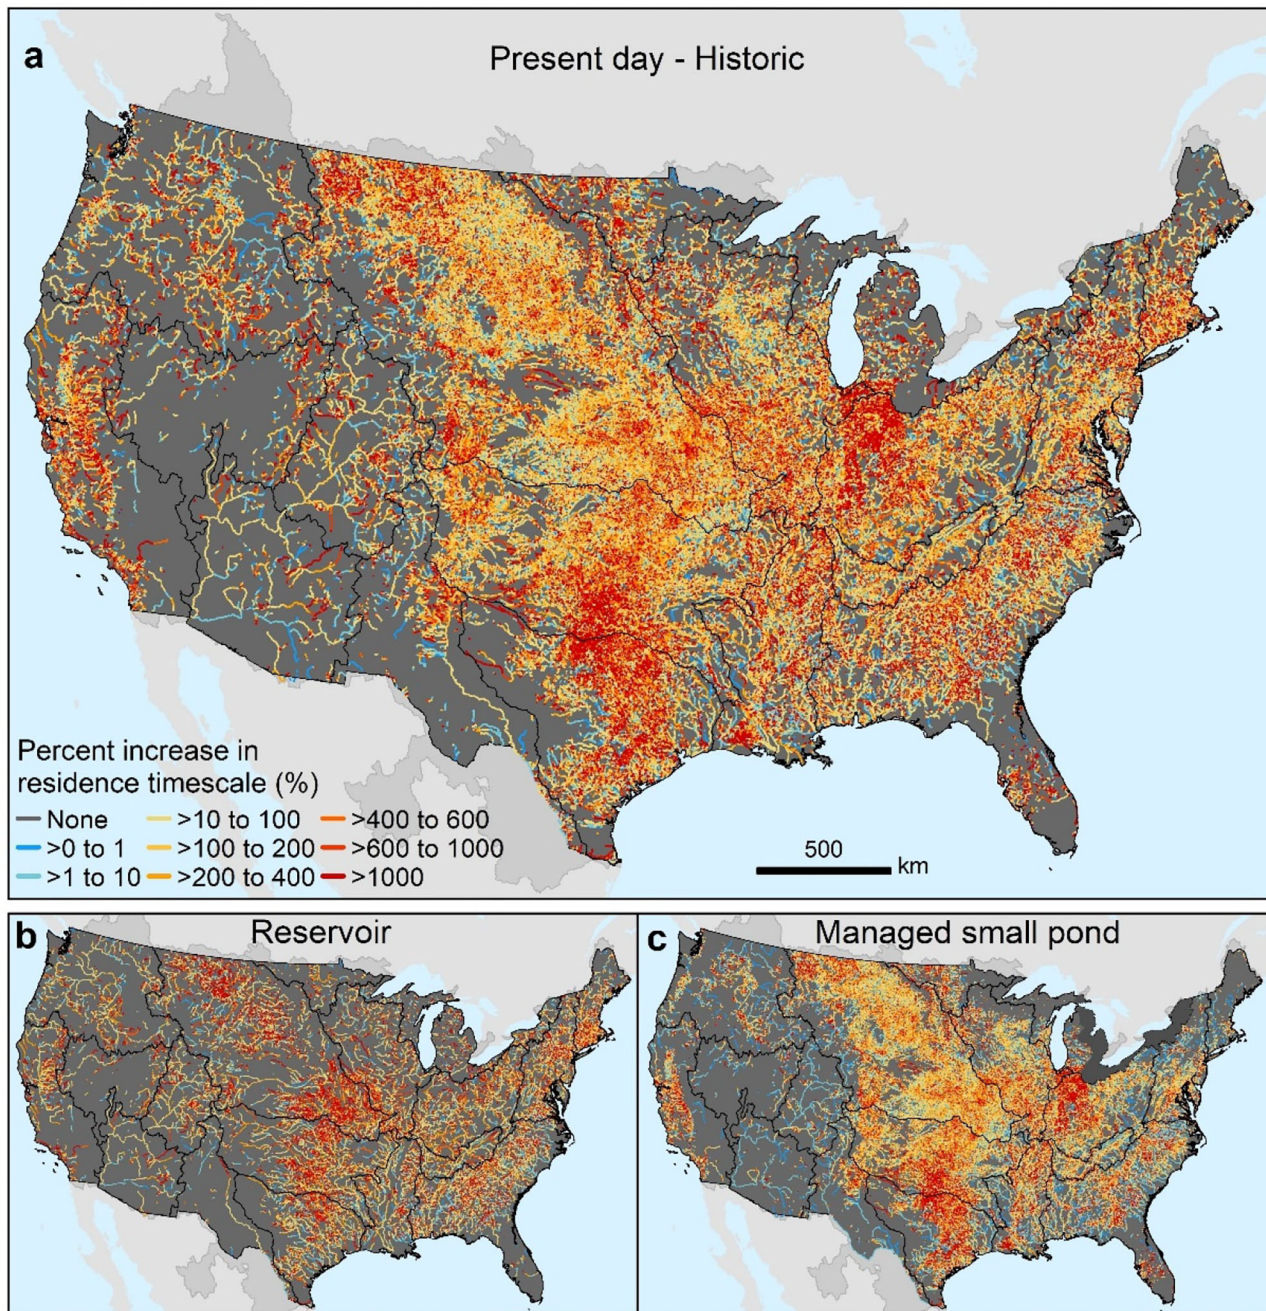 a
Present day - Historic
Percent increase in
residence timescale (%)
None >10 to 100 >400 to 600
>0 to 1 >100 to 200 >600 to 1000
>1 to 10 >200 to 400 >1000
500
km
b
Reservoir
c
Managed small pond